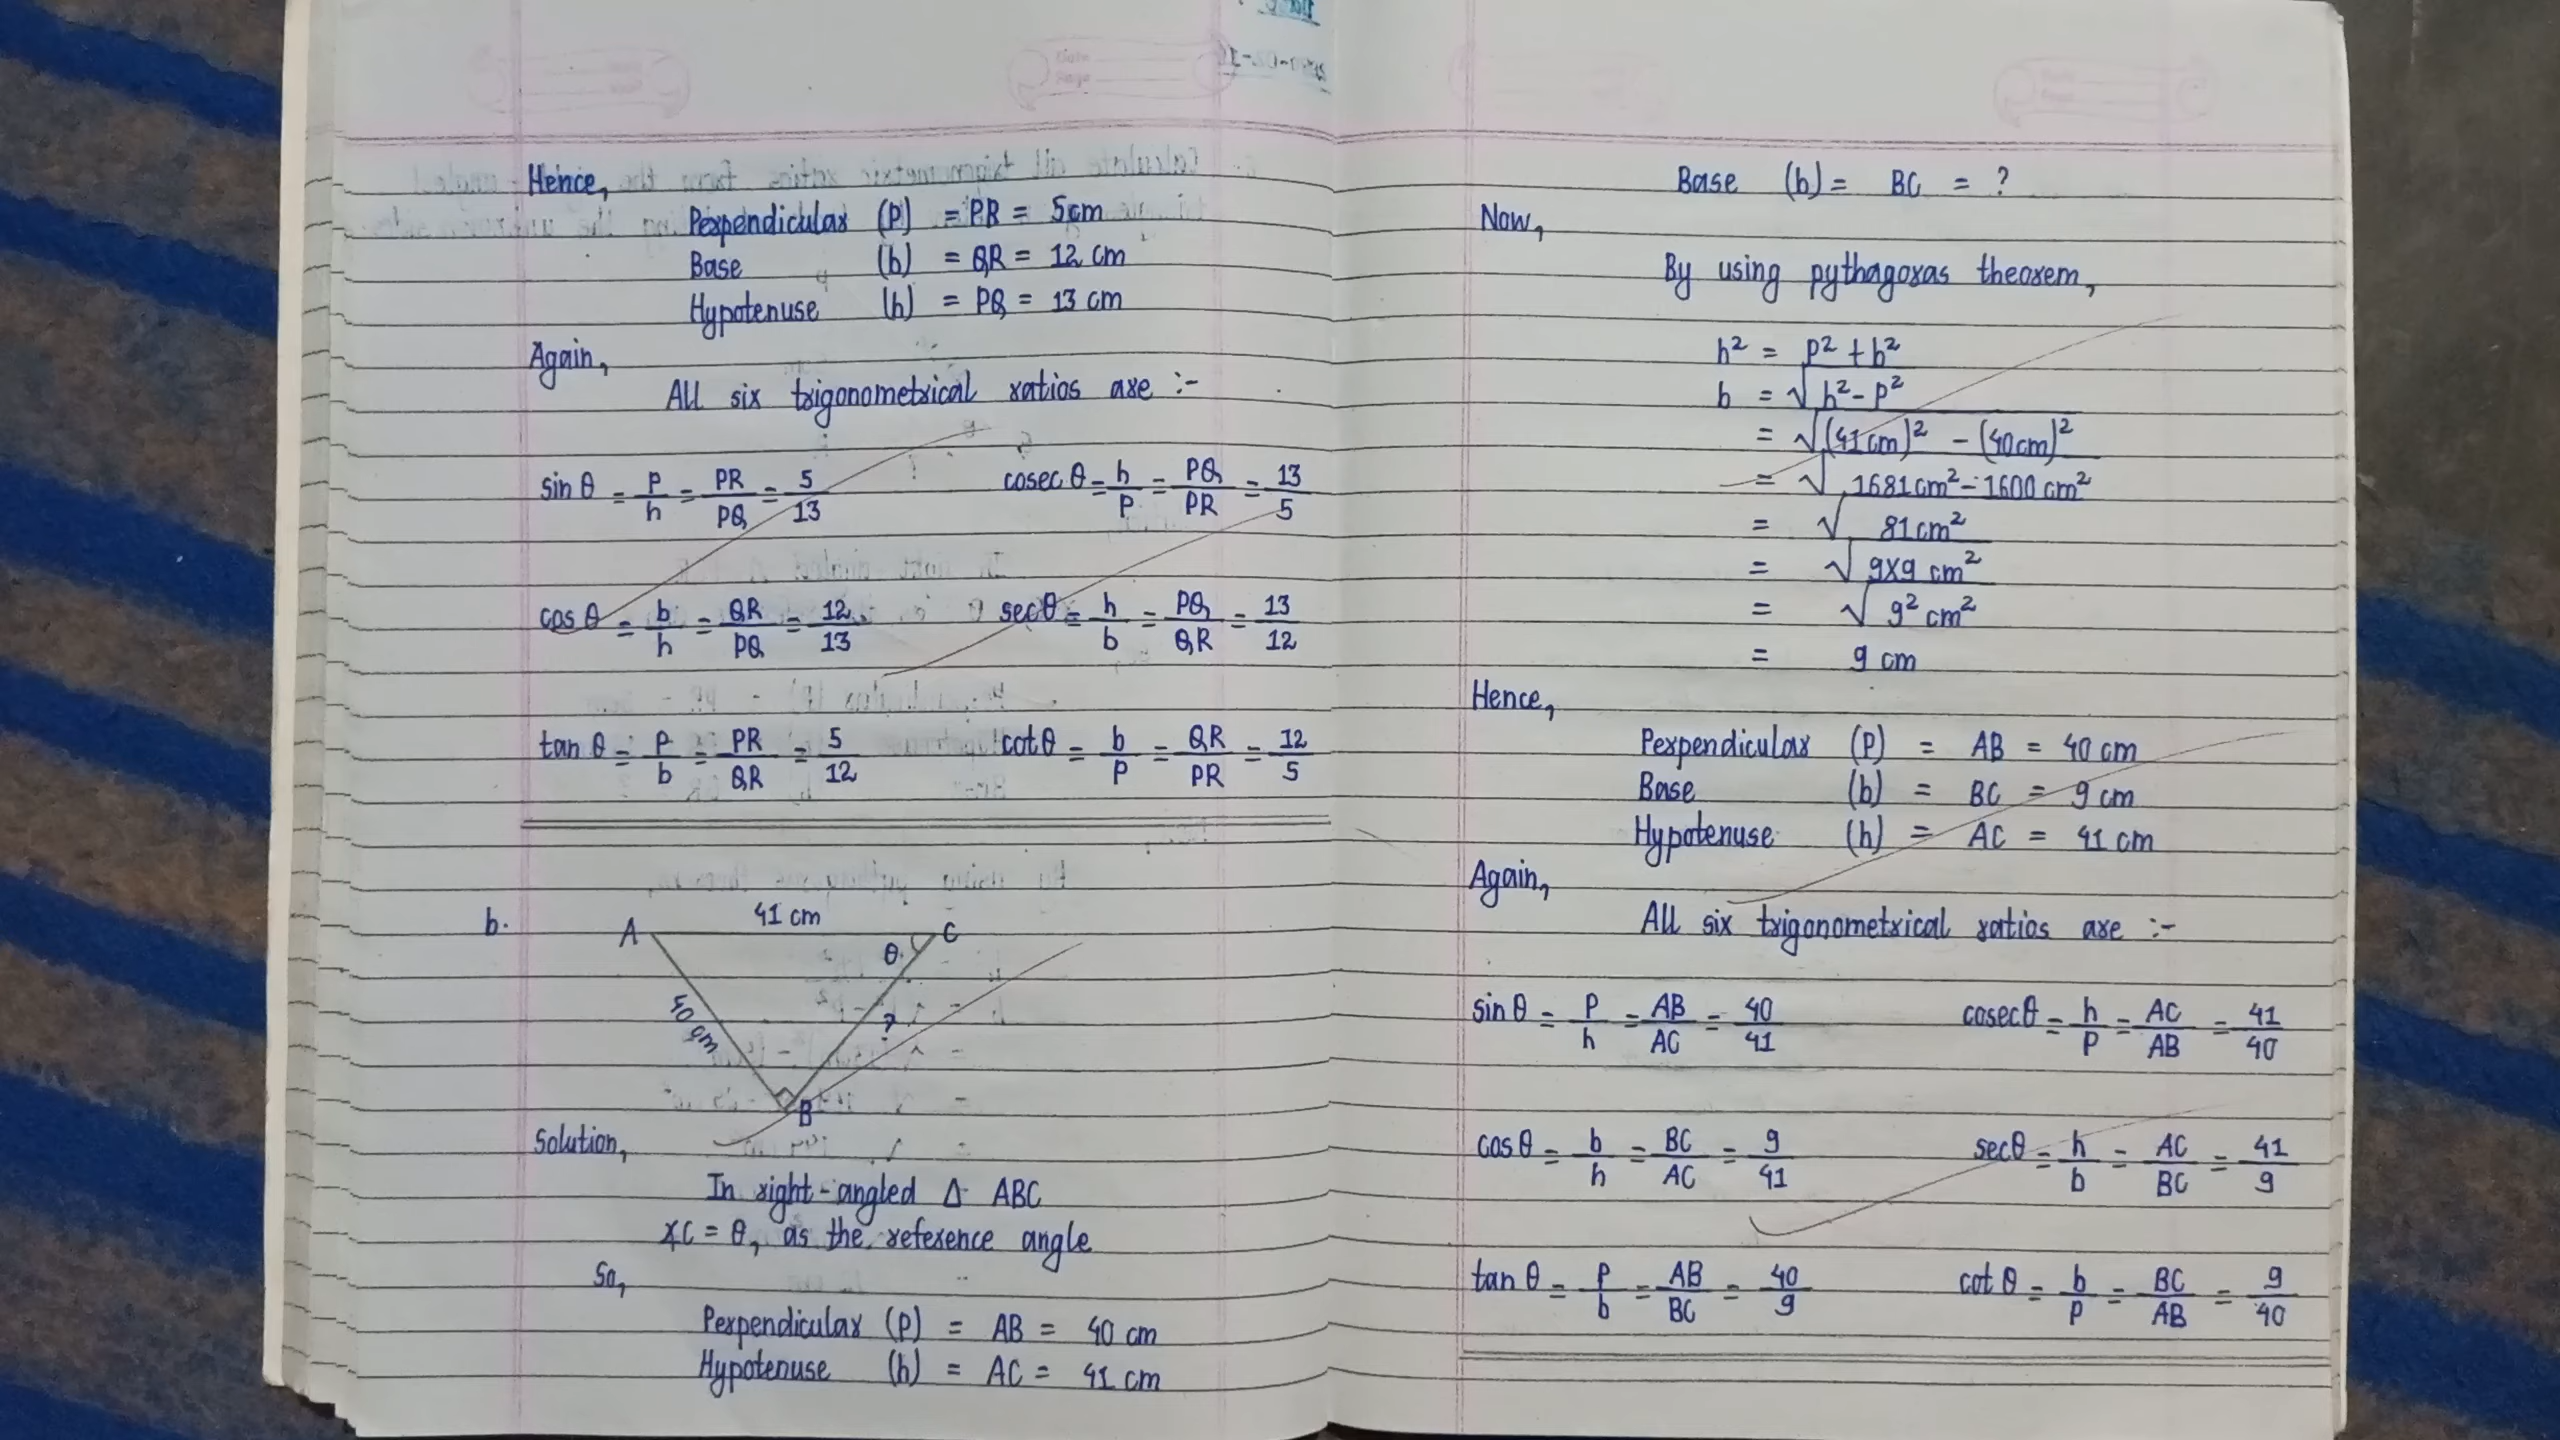 Hence,
Perpendicular (P) = PR = 5cm
Base (b) = QR = 12 cm
Hypotenuse (h) = PQ = 13 cm
Again,
All six trigonometrical ratios are :-
sin θ = p/h = PR/PQ = 5/13 cosec θ = h/p = PQ/PR = 13/5
cos θ = b/h = QR/PQ = 12/13 sec θ = h/b = PQ/QR = 13/12
tan θ = p/b = PR/QR = 5/12 cot θ = b/p = QR/PR = 12/5
b.
41 cm
A C
θ
40 cm ?
B
Solution,
In right-angled Δ ABC
∡C = θ, as the reference angle
So,
Perpendicular (P) = AB = 40 cm
Hypotenuse (h) = AC = 41 cm
Base (b) = BC = ?
Now,
By using pythagoras theorem,
h² = p² + b²
b = √h² - p²
= √(41cm)² - (40cm)²
= √1681cm² - 1600 cm²
= √81cm²
= √9x9 cm²
= √9² cm²
= 9 cm
Hence,
Perpendicular (P) = AB = 40 cm
Base (b) = BC = 9 cm
Hypotenuse (h) = AC = 41 cm
Again,
All six trigonometrical ratios are :-
sin θ = p/h = AB/AC = 40/41 cosec θ = h/p = AC/AB = 41/40
cos θ = b/h = BC/AC = 9/41 sec θ = h/b = AC/BC = 41/9
tan θ = p/b = AB/BC = 40/9 cot θ = b/p = BC/AB = 9/40